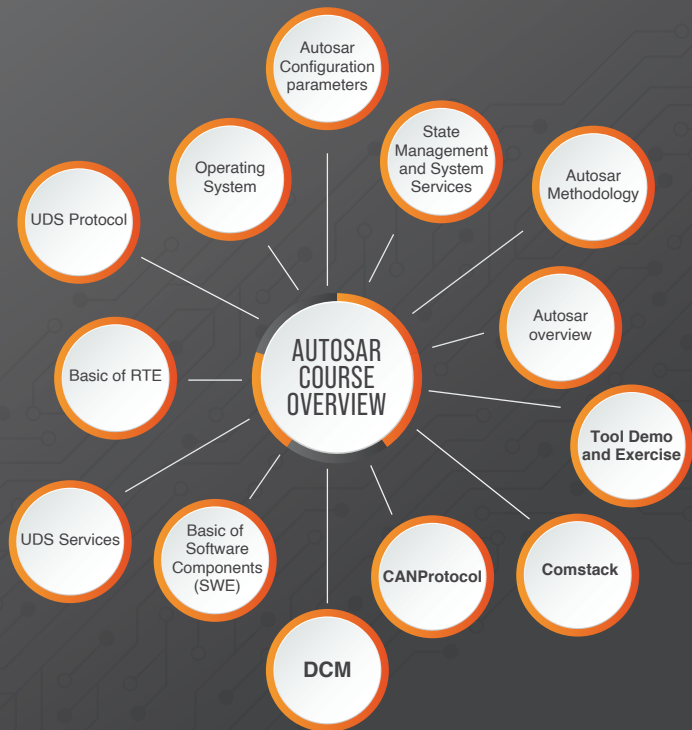 Autosar
Configuration
parameters
State
Management
and System
Services
Operating
System
Autosar
Methodology
UDS Protocol
Autosar
overview
AUTOSAR
COURSE
OVERVIEW
Basic of RTE
Tool Demo
and Exercise
UDS Services
Basic of
Software
Components
(SWE)
CANProtocol
Comstack
DCM